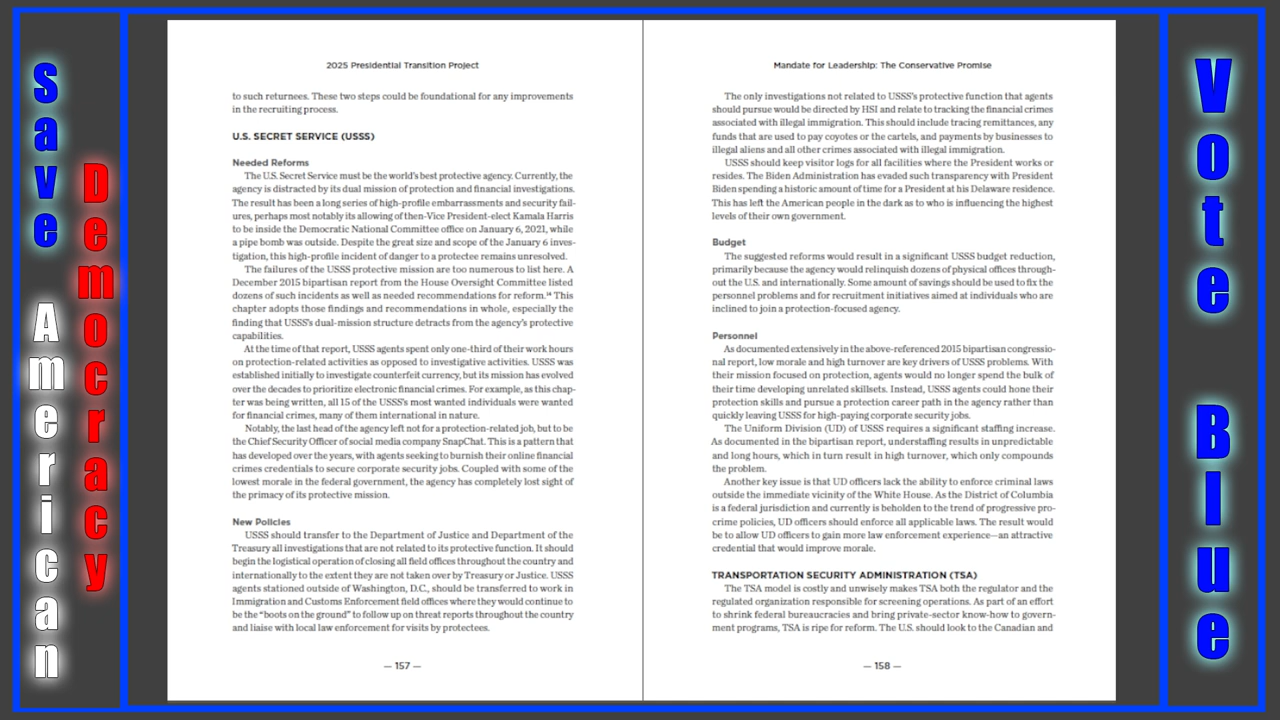 Save
American
Democracy
2025 Presidential Transition Project
to such returnees. These two steps could be foundational for any improvements
in the recruiting process.
U.S. SECRET SERVICE (USSS)
Needed Reforms
The U.S. Secret Service must be the world's best protective agency. Currently, the
agency is distracted by its dual mission of protection and financial investigations.
The result has been a long series of high-profile embarrassments and security fail-
ures, perhaps most notably its allowing of then-Vice President-elect Kamala Harris
to be inside the Democratic National Committee office on January 6, 2021, while
a pipe bomb was outside. Despite the great size and scope of the January 6 inves-
tigation, this high-profile incident of danger to a protectee remains unresolved.
The failures of the USSS protective mission are too numerous to list here. A
December 2015 bipartisan report from the House Oversight Committee listed
dozens of such incidents as well as needed recommendations for reform.¹⁴ This
chapter adopts those findings and recommendations in whole, especially the
finding that USSS's dual-mission structure detracts from the agency's protective
capabilities.
At the time of that report, USSS agents spent only one-third of their work hours
on protection-related activities as opposed to investigative activities. USSS was
established initially to investigate counterfeit currency, but its mission has evolved
over the decades to prioritize electronic financial crimes. For example, as this chap-
ter was being written, all 15 of the USSS's most wanted individuals were wanted
for financial crimes, many of them international in nature.
Notably, the last head of the agency left not for a protection-related job, but to be
the Chief Security Officer of social media company SnapChat. This is a pattern that
has developed over the years, with agents seeking to burnish their online financial
crimes credentials to secure corporate security jobs. Coupled with some of the
lowest morale in the federal government, the agency has completely lost sight of
the primacy of its protective mission.
New Policies
USSS should transfer to the Department of Justice and Department of the
Treasury all investigations that are not related to its protective function. It should
begin the logistical operation of closing all field offices throughout the country and
internationally to the extent they are not taken over by Treasury or Justice. USSS
agents stationed outside of Washington, D.C., should be transferred to work in
Immigration and Customs Enforcement field offices where they would continue to
be the "boots on the ground" to follow up on threat reports throughout the country
and liaise with local law enforcement for visits by protectees.
— 157 —
Mandate for Leadership: The Conservative Promise
The only investigations not related to USSS's protective function that agents
should pursue would be directed by HSI and relate to tracking the financial crimes
associated with illegal immigration. This should include tracing remittances, any
funds that are used to pay coyotes or the cartels, and payments by businesses to
illegal aliens and all other crimes associated with illegal immigration.
USSS should keep visitor logs for all facilities where the President works or
resides. The Biden Administration has evaded such transparency with President
Biden spending a historic amount of time for a President at his Delaware residence.
This has left the American people in the dark as to who is influencing the highest
levels of their own government.
Budget
The suggested reforms would result in a significant USSS budget reduction,
primarily because the agency would relinquish dozens of physical offices through-
out the U.S. and internationally. Some amount of savings should be used to fix the
personnel problems and for recruitment initiatives aimed at individuals who are
inclined to join a protection-focused agency.
Personnel
As documented extensively in the above-referenced 2015 bipartisan congressio-
nal report, low morale and high turnover are key drivers of USSS problems. With
their mission focused on protection, agents would no longer spend the bulk of
their time developing unrelated skillsets. Instead, USSS agents could hone their
protection skills and pursue a protection career path in the agency rather than
quickly leaving USSS for high-paying corporate security jobs.
The Uniform Division (UD) of USSS requires a significant staffing increase.
As documented in the bipartisan report, understaffing results in unpredictable
and long hours, which in turn result in high turnover, which only compounds
the problem.
Another key issue is that UD officers lack the ability to enforce criminal laws
outside the immediate vicinity of the White House. As the District of Columbia
is a federal jurisdiction and currently is beholden to the trend of progressive pro-
crime policies, UD officers should enforce all applicable laws. The result would
be to allow UD officers to gain more law enforcement experience—an attractive
credential that would improve morale.
TRANSPORTATION SECURITY ADMINISTRATION (TSA)
The TSA model is costly and unwisely makes TSA both the regulator and the
regulated organization responsible for screening operations. As part of an effort
to shrink federal bureaucracies and bring private-sector know-how to govern-
ment programs, TSA is ripe for reform. The U.S. should look to the Canadian and
— 158 —
Vote
Blue